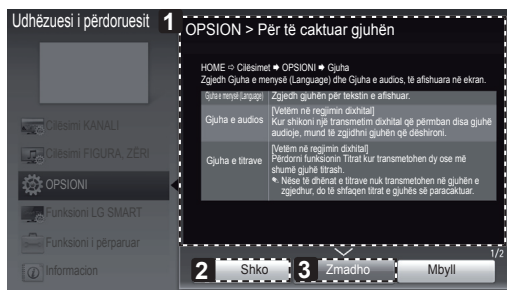 Udhëzuesi i përdoruesit
1
OPSION > Për të caktuar gjuhën
HOME ⇨ Cilësimet ➡ OPSIONI ➡ Gjuha
Zgjedh Gjuha e menysë (Language) dhe Gjuha e audios, të afishuara në ekran.
Gjuha e menysë (Language) Zgjedh gjuhën për tekstin e afishuar.
Gjuha e audios
[Vetëm në regjimin dixhital]
Kur shikoni një transmetim dixhital që përmban disa gjuhë
audioje, mund të zgjidhni gjuhën që dëshironi.
Gjuha e titrave
[Vetëm në regjimin dixhital]
Përdorni funksionin Titrat kur transmetohen dy ose më
shumë gjuhë titrash.
✎ Nëse të dhënat e titrave nuk transmetohen në gjuhën e
zgjedhur, do të shfaqen titrat e gjuhës së paracaktuar.
Cilësimi KANALI
Cilësimi FIGURA, ZËRI
OPSIONI
Funksioni LG SMART
Funksioni i përparuar
Informacion
1/2
2 Shko
3 Zmadho
Mbyll